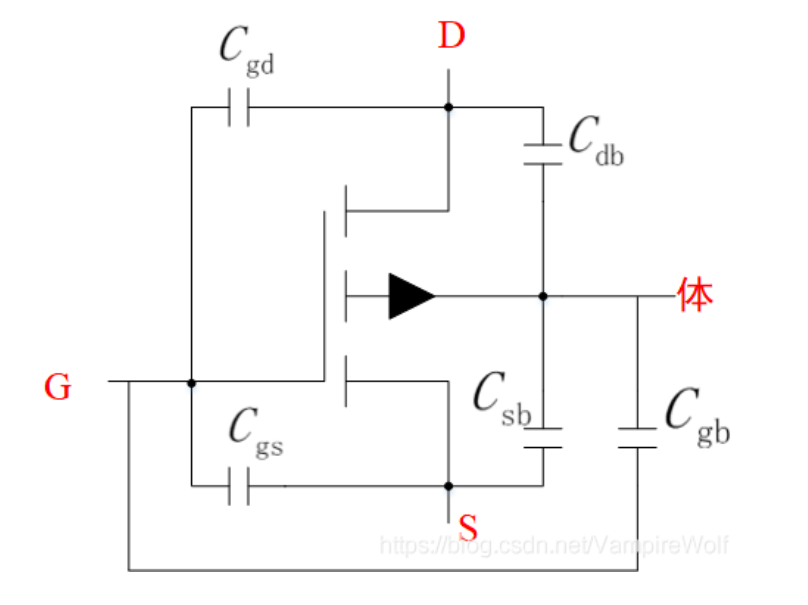 D
Cgd
Cdb
体
G
Cgs
Csb
Cgb
S
https://blog.csdn.net/VampireWolf